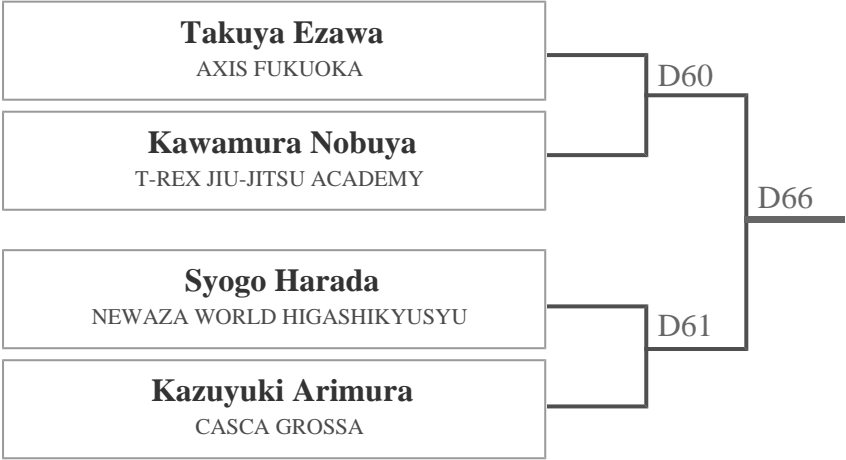 Takuya Ezawa
AXIS FUKUOKA
D60
Kawamura Nobuya
T-REX JIU-JITSU ACADEMY
D66
Syogo Harada
NEWAZA WORLD HIGASHIKYUSYU
D61
Kazuyuki Arimura
CASCA GROSSA